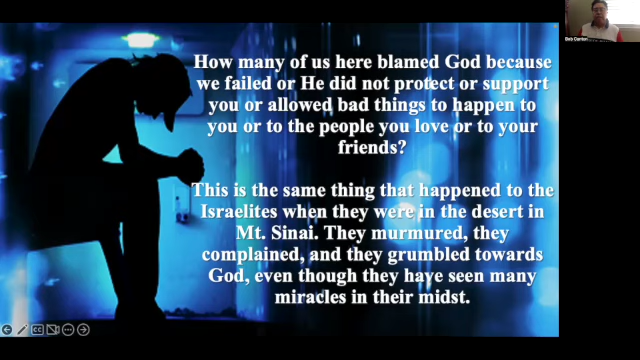 How many of us here blamed God because
we failed or He did not protect or support
you or allowed bad things to happen to
you or to the people you love or to your
friends?
This is the same thing that happened to the
Israelites when they were in the desert in
Mt. Sinai. They murmured, they
complained, and they grumbled towards
God, even though they have seen many
miracles in their midst.
Bob
CC